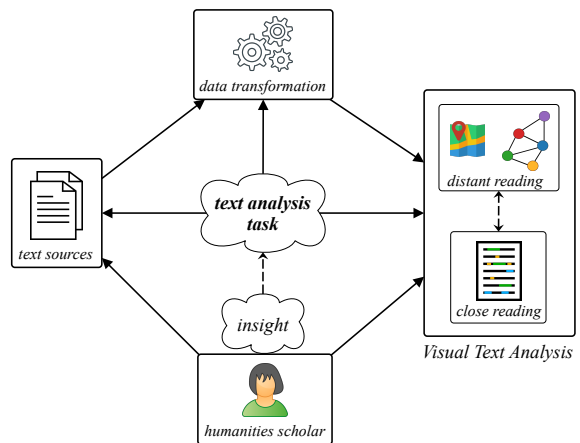 data transformation
distant reading
text analysis
task
text sources
close reading
insight
Visual Text Analysis
humanities scholar